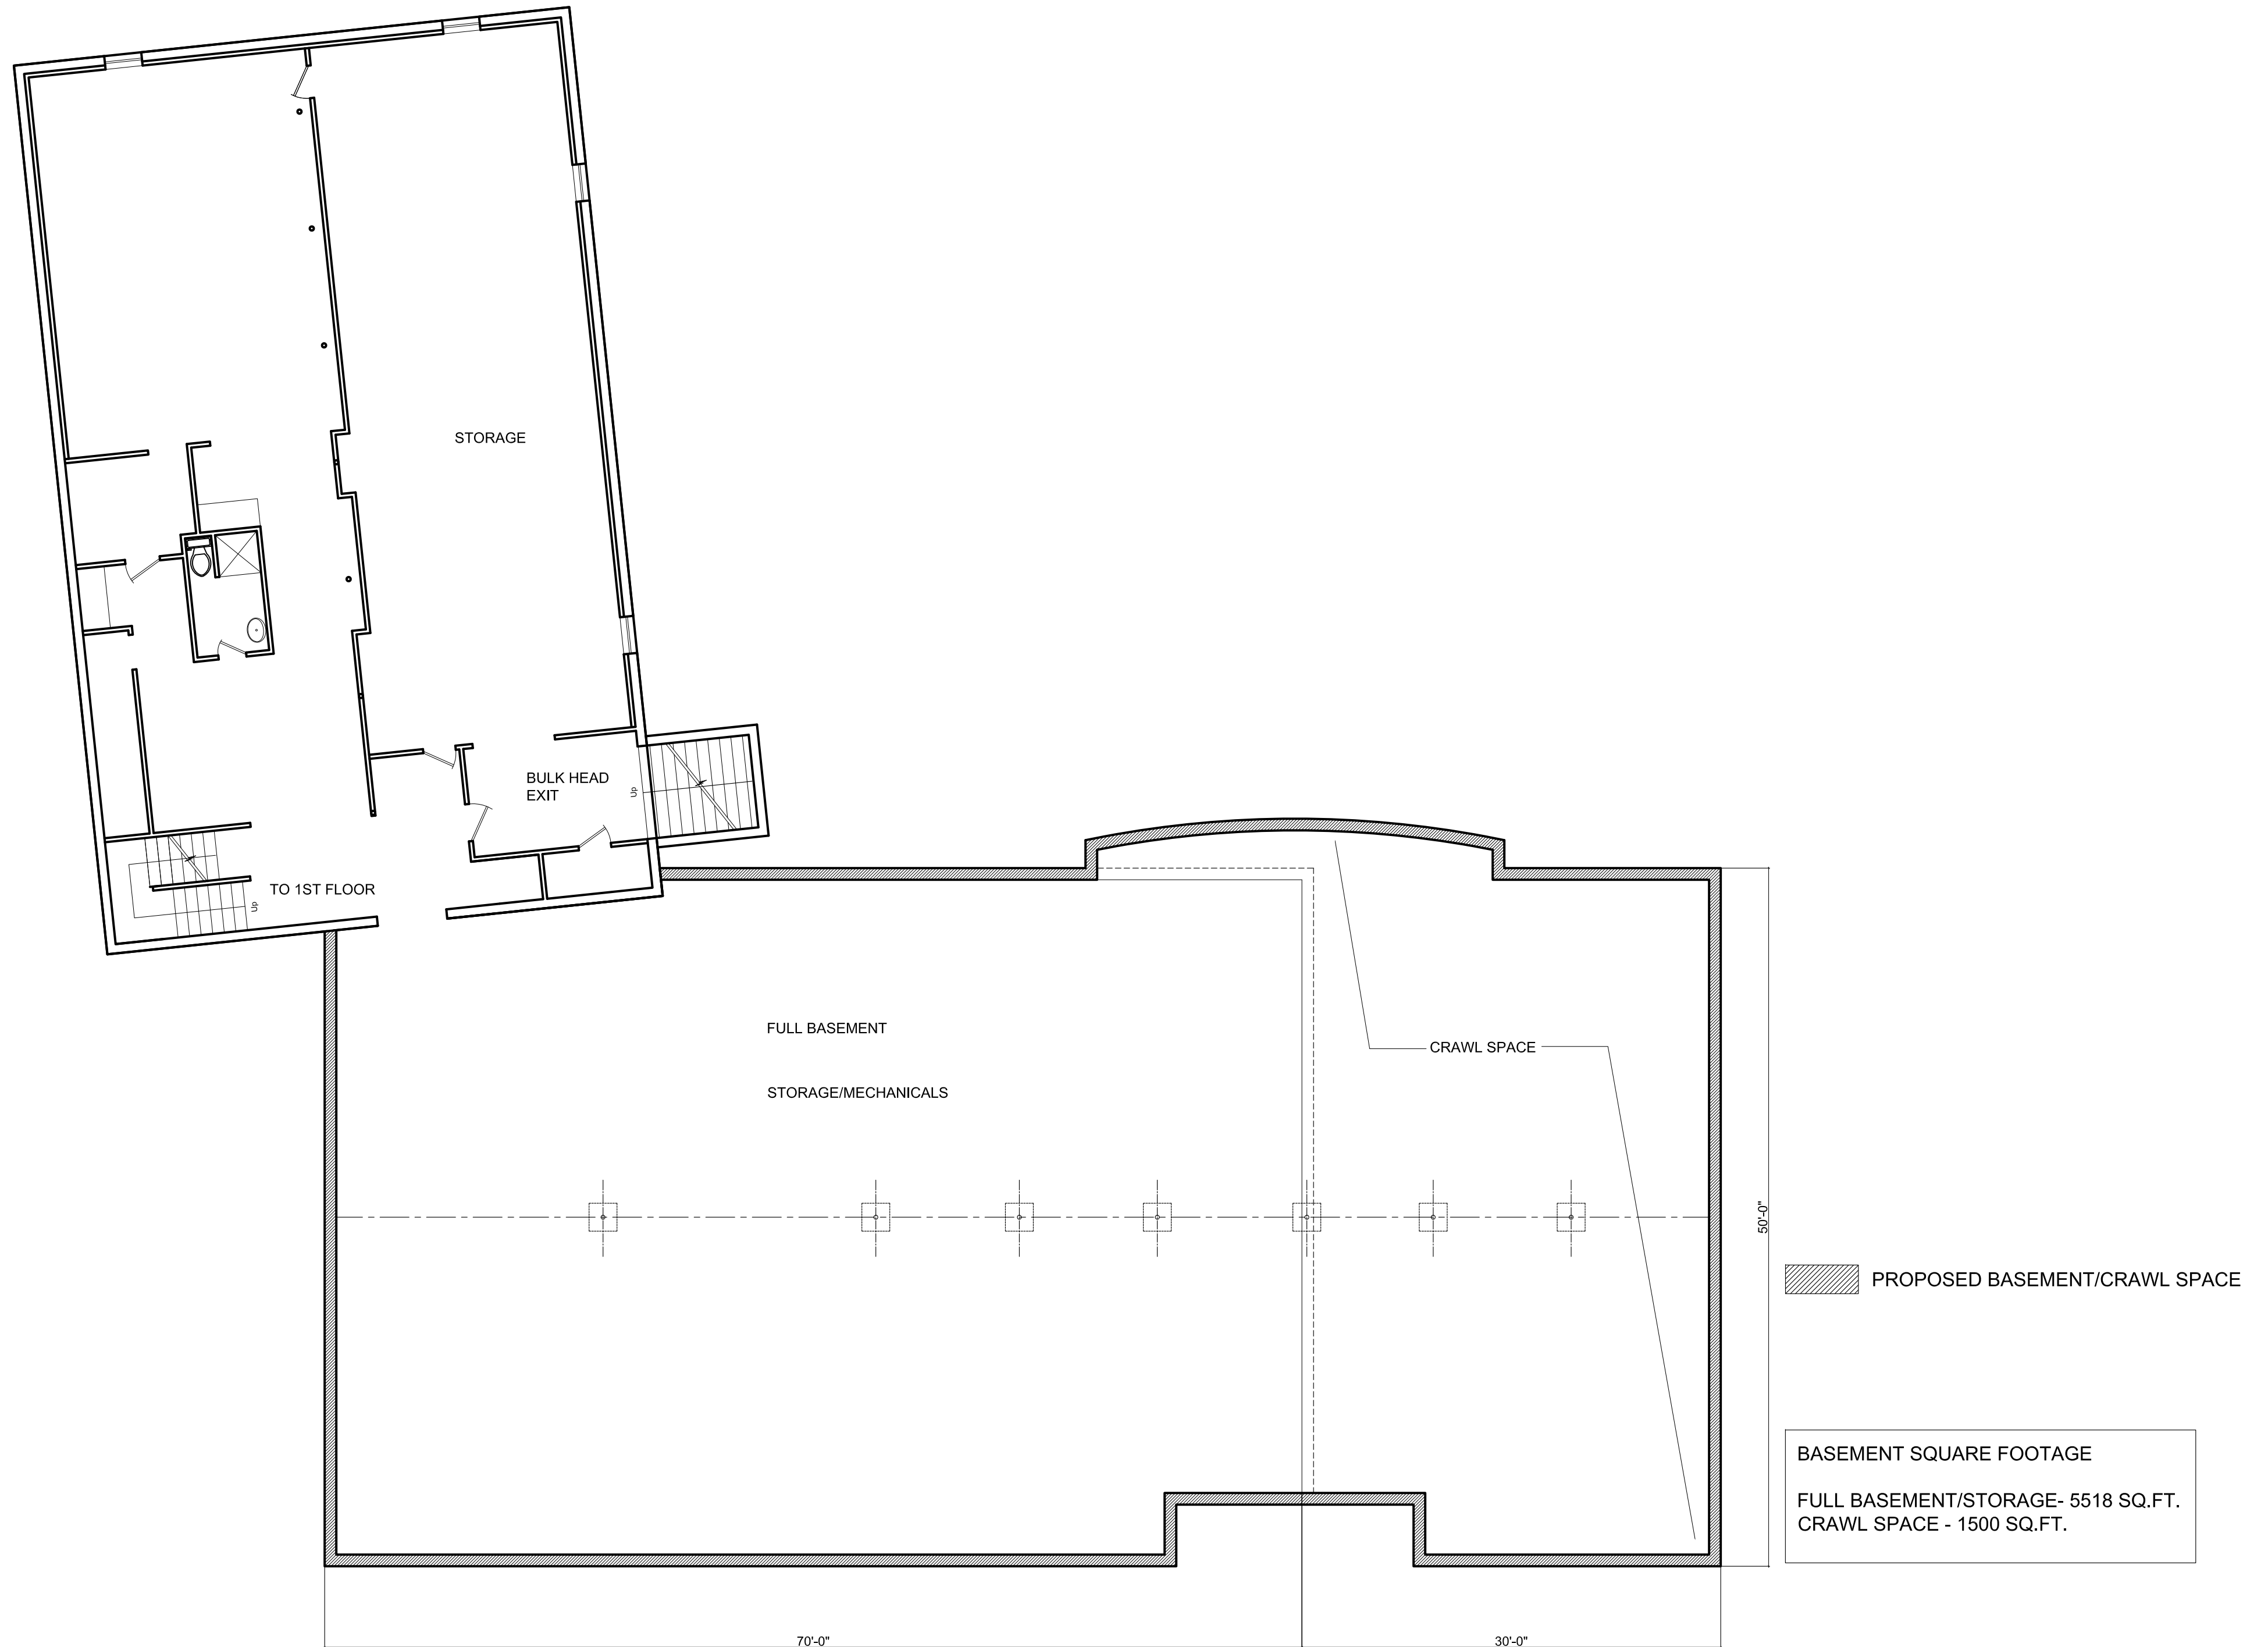 STORAGE
BULK HEAD
EXIT
Up
TO 1ST FLOOR
Up
FULL BASEMENT
STORAGE/MECHANICALS
CRAWL SPACE
50'-0"
PROPOSED BASEMENT/CRAWL SPACE
BASEMENT SQUARE FOOTAGE
FULL BASEMENT/STORAGE- 5518 SQ.FT.
CRAWL SPACE - 1500 SQ.FT.
70'-0"
30'-0"